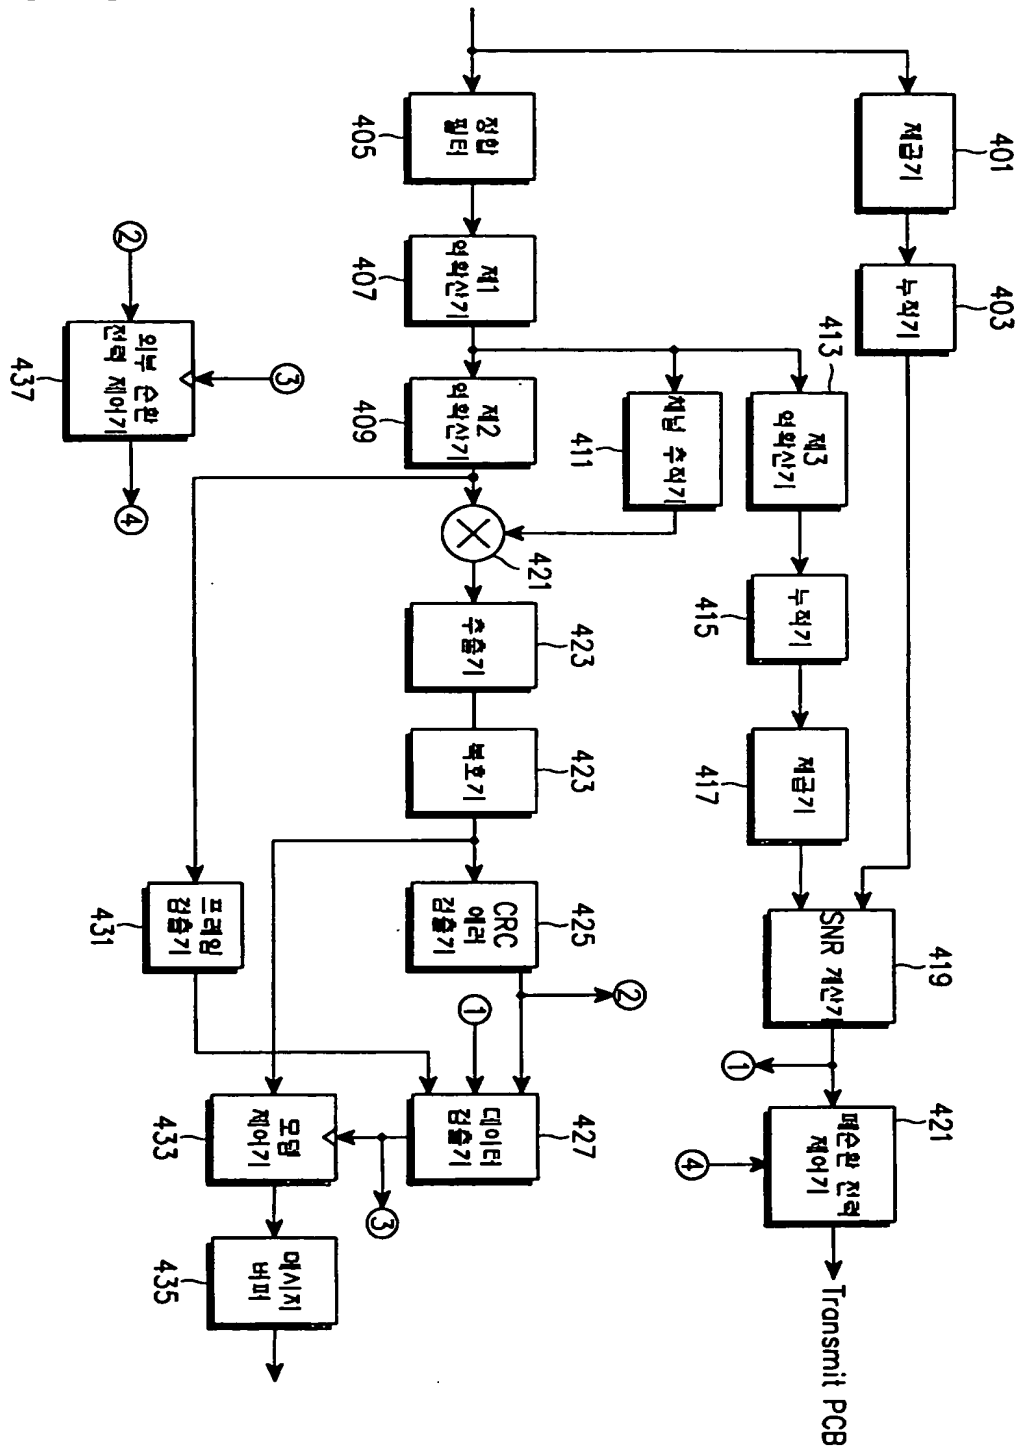 제곱기
401
누적기
403
정합
필터
405
제1
역확산기
407
제2
역확산기
409
채널 추적기
411
제3
역확산기
413
누적기
415
제곱기
417
SNR 계산기
419
①
폐순환 전력
제어기
421
④
Transmit PCB
421
추출기
423
복호기
423
CRC
에러
검출기
425
②
①
데이터
검출기
427
③
프레임
검출기
431
모뎀
제어기
433
메시지
버퍼
435
②
외부 순환
전력 제어기
437
③
④